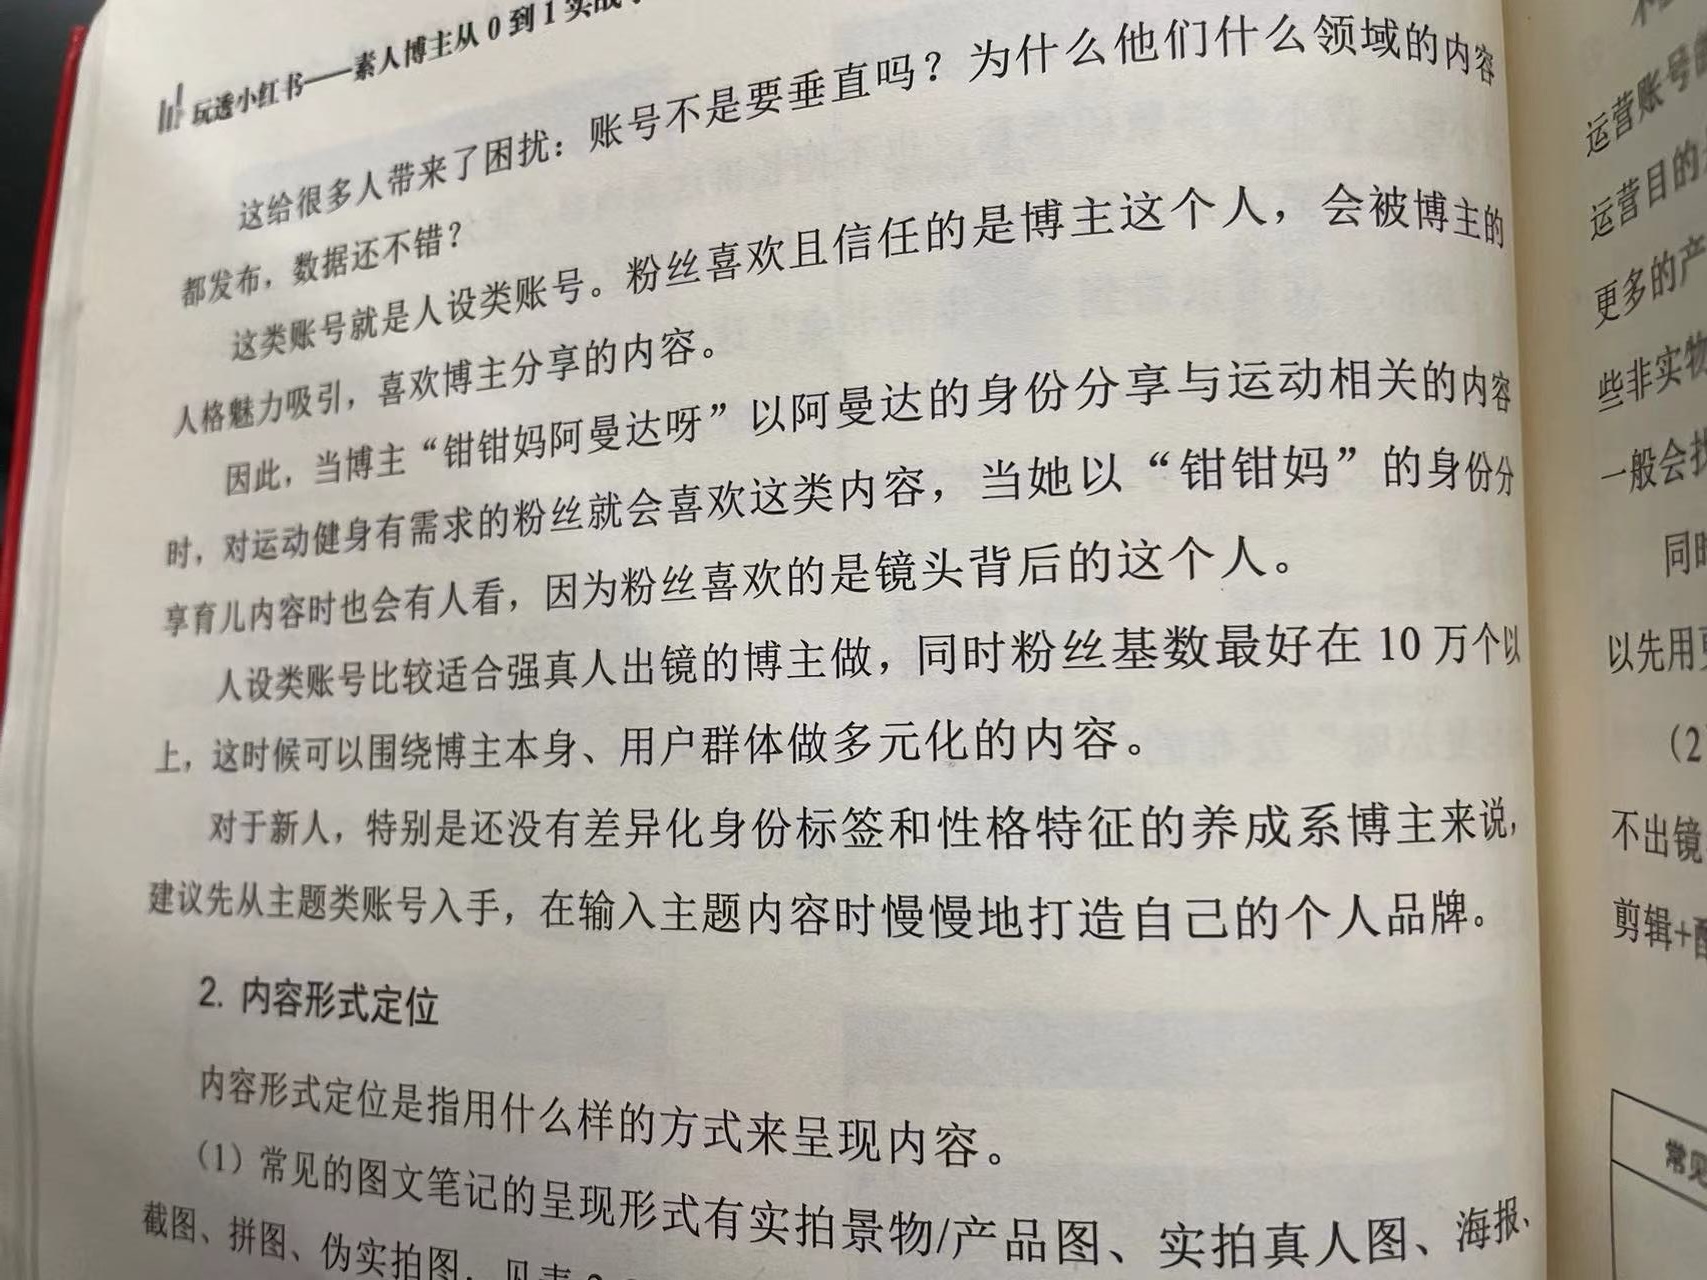 玩透小红书——素人博主从0到1实战
这给很多人带来了困扰：账号不是要垂直吗？为什么他们什么领域的内容
都发布，数据还不错？
这类账号就是人设类账号。粉丝喜欢且信任的是博主这个人，会被博主的
人格魅力吸引，喜欢博主分享的内容。
因此，当博主“钳钳妈阿曼达呀”以阿曼达的身份分享与运动相关的内容
时，对运动健身有需求的粉丝就会喜欢这类内容，当她以“钳钳妈”的身份分
享育儿内容时也会有人看，因为粉丝喜欢的是镜头背后的这个人。
人设类账号比较适合强真人出镜的博主做，同时粉丝基数最好在10万个以
上，这时候可以围绕博主本身、用户群体做多元化的内容。
对于新人，特别是还没有差异化身份标签和性格特征的养成系博主来说，
建议先从主题类账号入手，在输入主题内容时慢慢地打造自己的个人品牌。
2. 内容形式定位
内容形式定位是指用什么样的方式来呈现内容。
（1）常见的图文笔记的呈现形式有实拍景物/产品图、实拍真人图、海报、
截图、拼图、伪实拍图，见表
运营账号的
运营目的
更多的产
些非实物
一般会找
同时
以先用
（2
不出镜
剪辑+配
常见